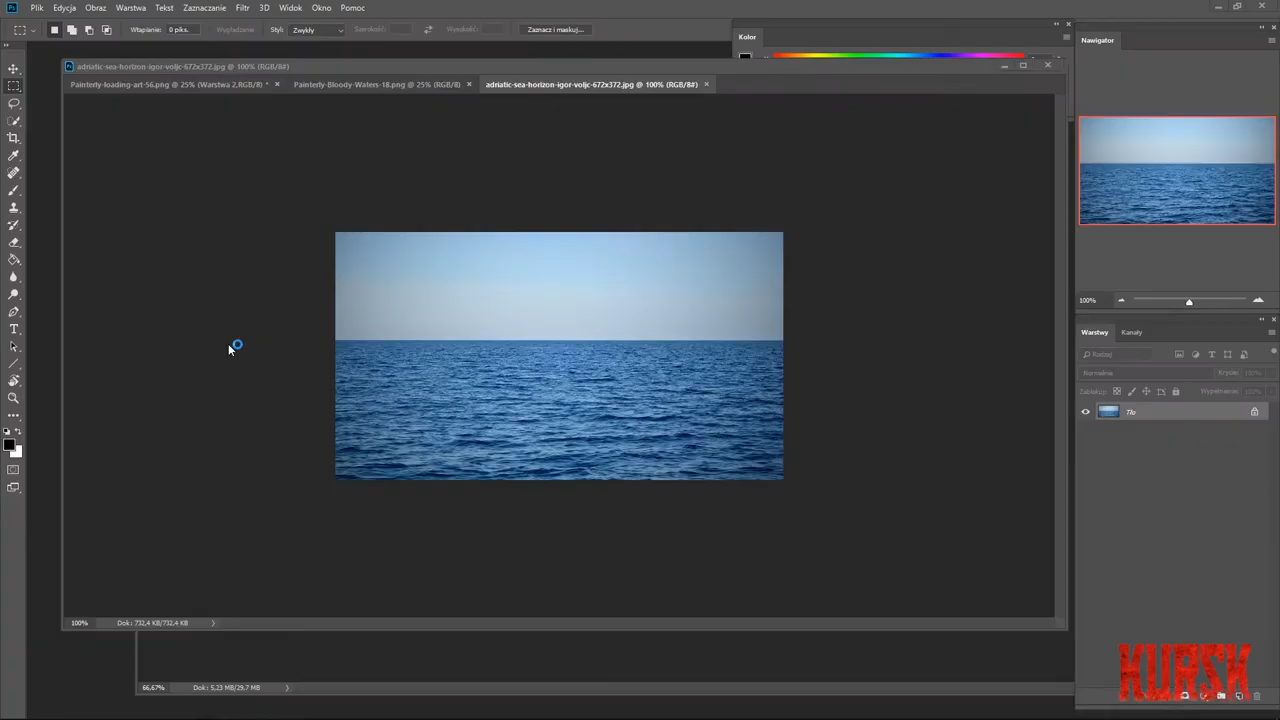 Ps Plik Edycja Obraz Warstwa Tekst Zaznaczanie Filtr 3D Widok Okno Pomoc
Wtapianie: 0 piks. Wygładzanie Styl: Zwykły Szerokość: Wysokość: Zaznacz i maskuj...
Kolor
Nawigator
adriatic-sea-horizon-igor-voljc-672x372.jpg @ 100% (RGB/8#)
Painterly-loading-art-56.png @ 25% (Warstwa 2,RGB/8) *
Painterly-Bloody-Waters-18.png @ 25% (RGB/8)
adriatic-sea-horizon-igor-voljc-672x372.jpg @ 100% (RGB/8#)
100%
Warstwy Kanały
Rodzaj
Normalnie Krycie: 100%
Zablokuj: Wypełnienie: 100%
Tło
100% Dok: 732,4 KB/732,4 KB
66,67% Dok: 5,23 MB/29,7 MB
KURSK